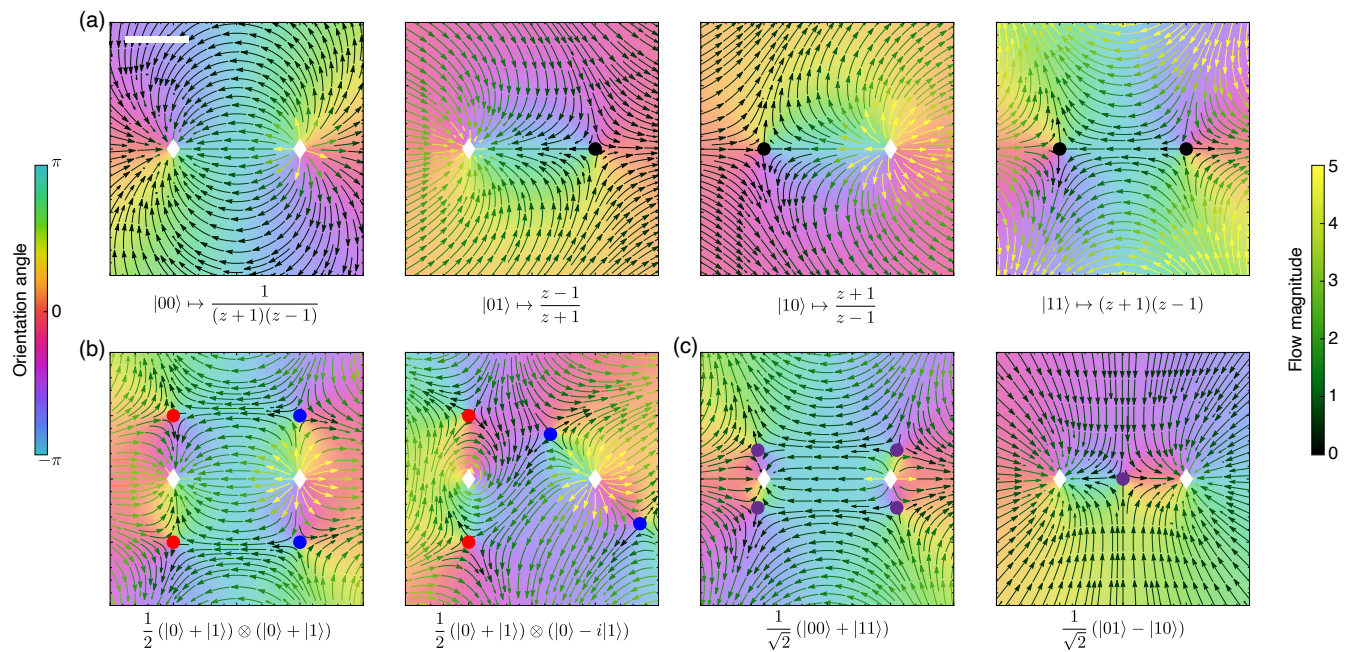 (a)
|00⟩ ↦ 1/((z+1)(z−1))
|01⟩ ↦ (z−1)/(z+1)
|10⟩ ↦ (z+1)/(z−1)
|11⟩ ↦ (z+1)(z−1)
Orientation angle
π
0
−π
Flow magnitude
5
4
3
2
1
0
(b)
(c)
1/2 (|0⟩ + |1⟩) ⊗ (|0⟩ + |1⟩)
1/2 (|0⟩ + |1⟩) ⊗ (|0⟩ − i|1⟩)
1/√2 (|00⟩ + |11⟩)
1/√2 (|01⟩ − |10⟩)